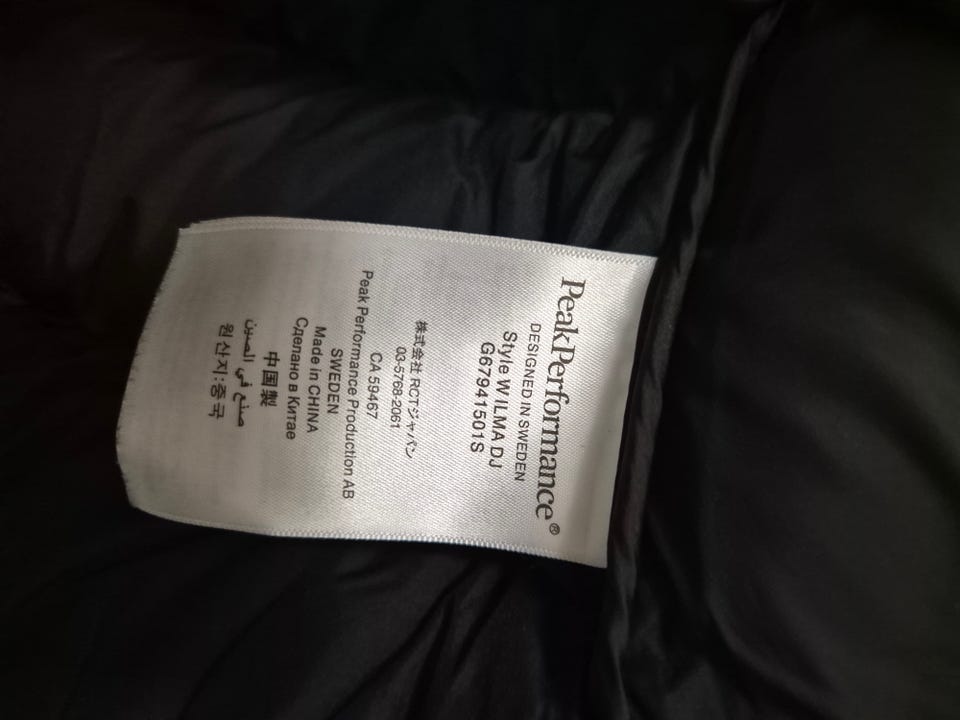 PeakPerformance®
DESIGNED IN SWEDEN
Style W ILMA DJ
G67941501S
株式会社 RCTジャパン
03-5768-2061
CA 59467
Peak Performance Production AB
SWEDEN
Made in CHINA
Сделано в Китае
中国製
صنع في الصين
원산지:중국